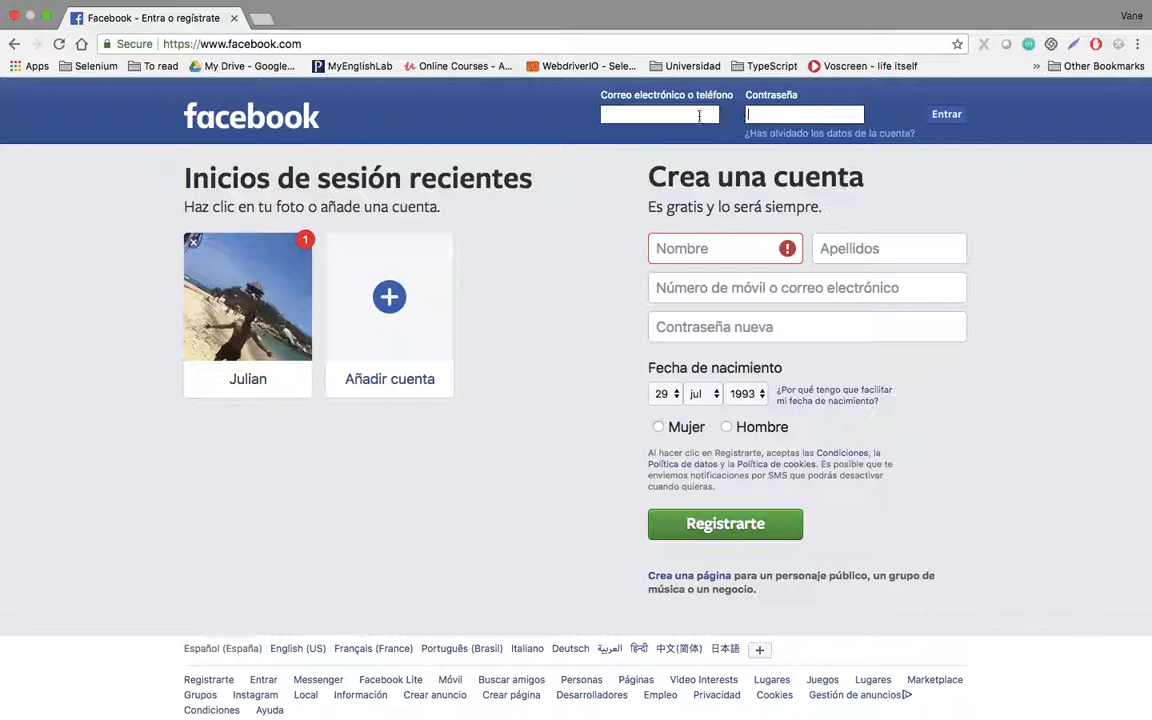 Facebook - Entra o regístrate
Vane
Secure | https://www.facebook.com
Apps Selenium To read My Drive - Google... MyEnglishLab Online Courses - A... WebdriverIO - Sele... Universidad TypeScript Voscreen - life itself » Other Bookmarks
facebook
Correo electrónico o teléfono Contraseña
Entrar
¿Has olvidado los datos de la cuenta?
Inicios de sesión recientes
Haz clic en tu foto o añade una cuenta.
1
Julian
Añadir cuenta
Crea una cuenta
Es gratis y lo será siempre.
Nombre Apellidos
Número de móvil o correo electrónico
Contraseña nueva
Fecha de nacimiento
29 jul 1993
¿Por qué tengo que facilitar
mi fecha de nacimiento?
Mujer Hombre
Al hacer clic en Registrarte, aceptas las Condiciones, la
Política de datos y la Política de cookies. Es posible que te
enviemos notificaciones por SMS que podrás desactivar
cuando quieras.
Registrarte
Crea una página para un personaje público, un grupo de
música o un negocio.
Español (España) English (US) Français (France) Português (Brasil) Italiano Deutsch العربية हिन्दी 中文(简体) 日本語
Registrarte Entrar Messenger Facebook Lite Móvil Buscar amigos Personas Páginas Video Interests Lugares Juegos Lugares Marketplace
Grupos Instagram Local Información Crear anuncio Crear página Desarrolladores Empleo Privacidad Cookies Gestión de anuncios
Condiciones Ayuda